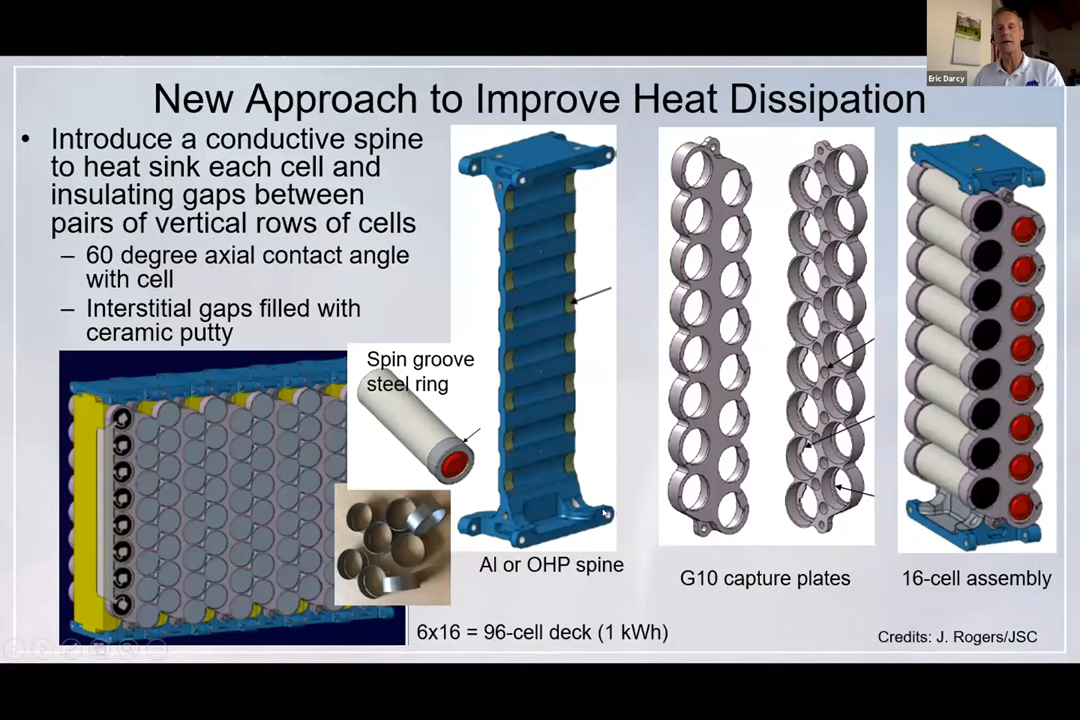 Eric Darcy
New Approach to Improve Heat Dissipation
• Introduce a conductive spine
to heat sink each cell and
insulating gaps between
pairs of vertical rows of cells
– 60 degree axial contact angle
with cell
– Interstitial gaps filled with
ceramic putty
Spin groove
steel ring
Al or OHP spine
G10 capture plates
16-cell assembly
6x16 = 96-cell deck (1 kWh)
Credits: J. Rogers/JSC